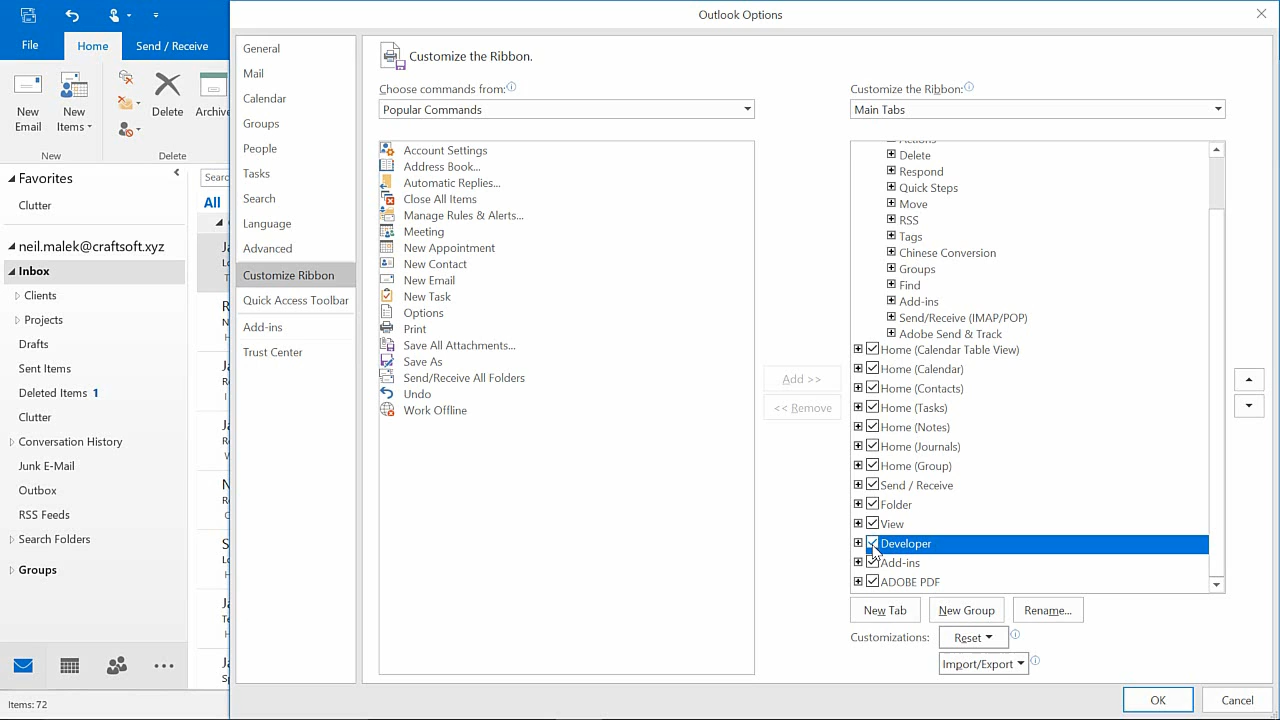 Outlook Options
File
Home
Send / Receive
New
Email
New
Items
Delete
Archive
New
Delete
Favorites
Clutter
neil.malek@craftsoft.xyz
Inbox
Clients
Projects
Drafts
Sent Items
Deleted Items 1
Clutter
Conversation History
Junk E-Mail
Outbox
RSS Feeds
Search Folders
Groups
Items: 72
All
General
Mail
Calendar
Groups
People
Tasks
Search
Language
Advanced
Customize Ribbon
Quick Access Toolbar
Add-ins
Trust Center
Customize the Ribbon.
Choose commands from:
Popular Commands
Account Settings
Address Book...
Automatic Replies...
Close All Items
Manage Rules & Alerts...
Meeting
New Appointment
New Contact
New Email
New Task
Options
Print
Save All Attachments...
Save As
Send/Receive All Folders
Undo
Work Offline
Add >>
<< Remove
Customize the Ribbon:
Main Tabs
Actions
Delete
Respond
Quick Steps
Move
RSS
Tags
Chinese Conversion
Groups
Find
Add-ins
Send/Receive (IMAP/POP)
Adobe Send & Track
Home (Calendar Table View)
Home (Calendar)
Home (Contacts)
Home (Tasks)
Home (Notes)
Home (Journals)
Home (Group)
Send / Receive
Folder
View
Developer
Add-ins
ADOBE PDF
New Tab
New Group
Rename...
Customizations:
Reset
Import/Export
OK
Cancel